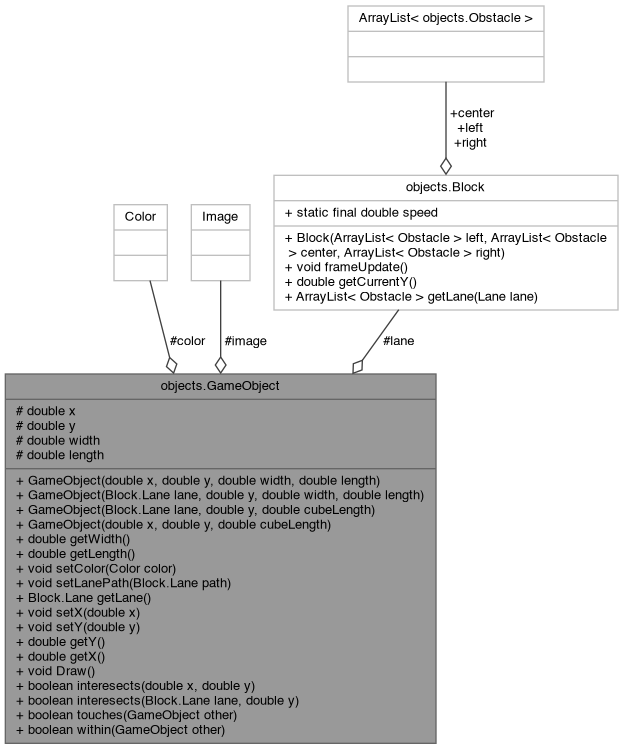 ArrayList< objects.Obstacle >
+center
+left
+right
objects.Block
+ static final double speed
+ Block(ArrayList< Obstacle > left, ArrayList< Obstacle
> center, ArrayList< Obstacle > right)
+ void frameUpdate()
+ double getCurrentY()
+ ArrayList< Obstacle > getLane(Lane lane)
Color
Image
#color
#image
#lane
objects.GameObject
# double x
# double y
# double width
# double length
+ GameObject(double x, double y, double width, double length)
+ GameObject(Block.Lane lane, double y, double width, double length)
+ GameObject(Block.Lane lane, double y, double cubeLength)
+ GameObject(double x, double y, double cubeLength)
+ double getWidth()
+ double getLength()
+ void setColor(Color color)
+ void setLanePath(Block.Lane path)
+ Block.Lane getLane()
+ void setX(double x)
+ void setY(double y)
+ double getY()
+ double getX()
+ void Draw()
+ boolean interesects(double x, double y)
+ boolean interesects(Block.Lane lane, double y)
+ boolean touches(GameObject other)
+ boolean within(GameObject other)